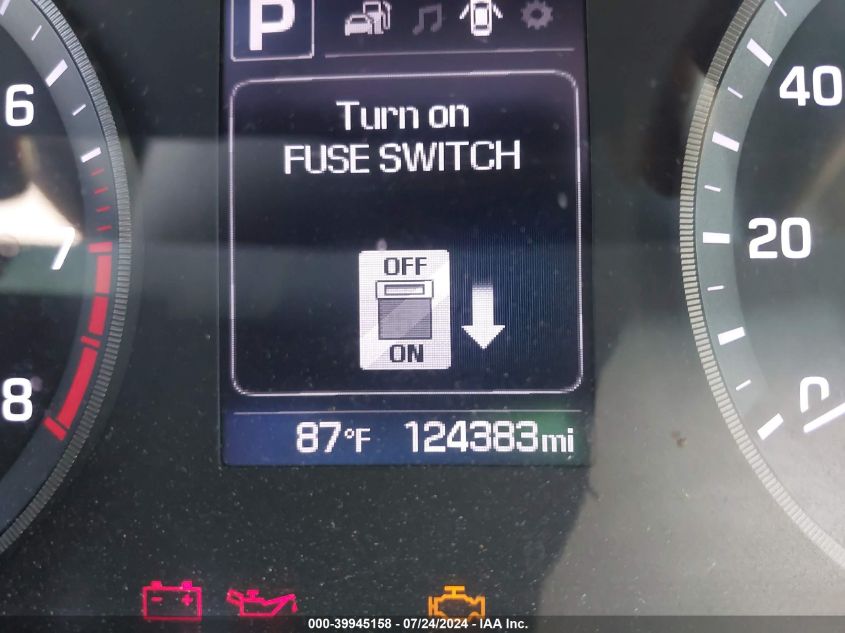 P
6
7
8
Turn on
FUSE SWITCH
OFF
ON
87°F 124383mi
40
20
0
000-39945158 - 07/24/2024 - IAA Inc.